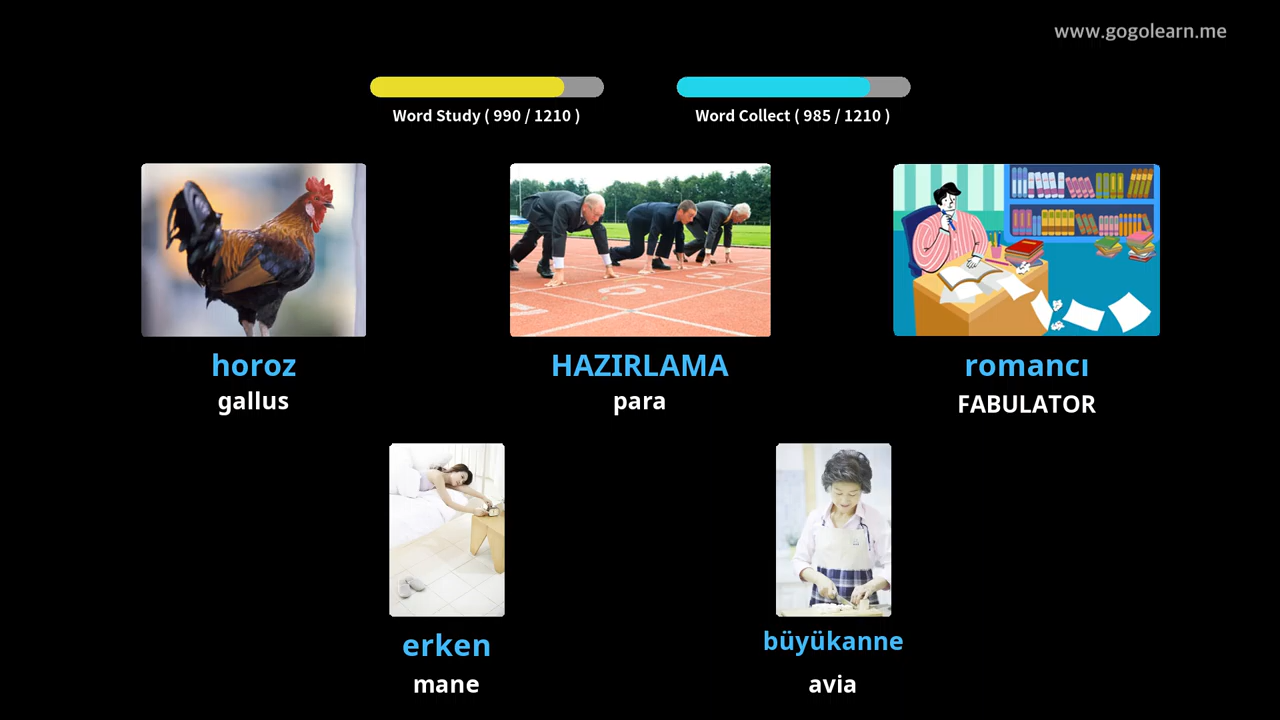 www.gogolearn.me
Word Study ( 990 / 1210 )
Word Collect ( 985 / 1210 )
horoz
gallus
HAZIRLAMA
para
romancı
FABULATOR
erken
mane
büyükanne
avia